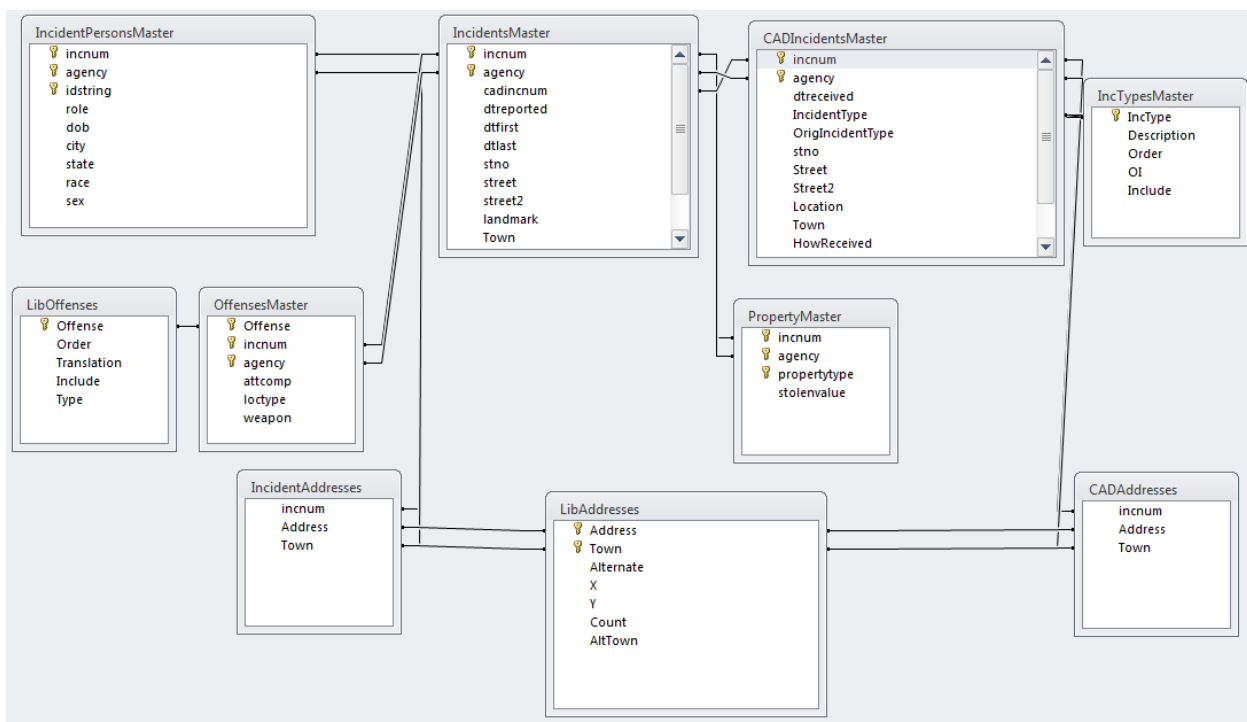 IncidentPersonsMaster
incnum
agency
idstring
role
dob
city
state
race
sex
IncidentsMaster
incnum
agency
cadincnum
dtreported
dtfirst
dtlast
stno
street
street2
landmark
Town
CADIncidentsMaster
incnum
agency
dtreceived
IncidentType
OrigIncidentType
stno
Street
Street2
Location
Town
HowReceived
IncTypesMaster
IncType
Description
Order
OI
Include
LibOffenses
Offense
Order
Translation
Include
Type
OffensesMaster
Offense
incnum
agency
attcomp
loctype
weapon
PropertyMaster
incnum
agency
propertytype
stolenvalue
IncidentAddresses
incnum
Address
Town
LibAddresses
Address
Town
Alternate
X
Y
Count
AltTown
CADAddresses
incnum
Address
Town